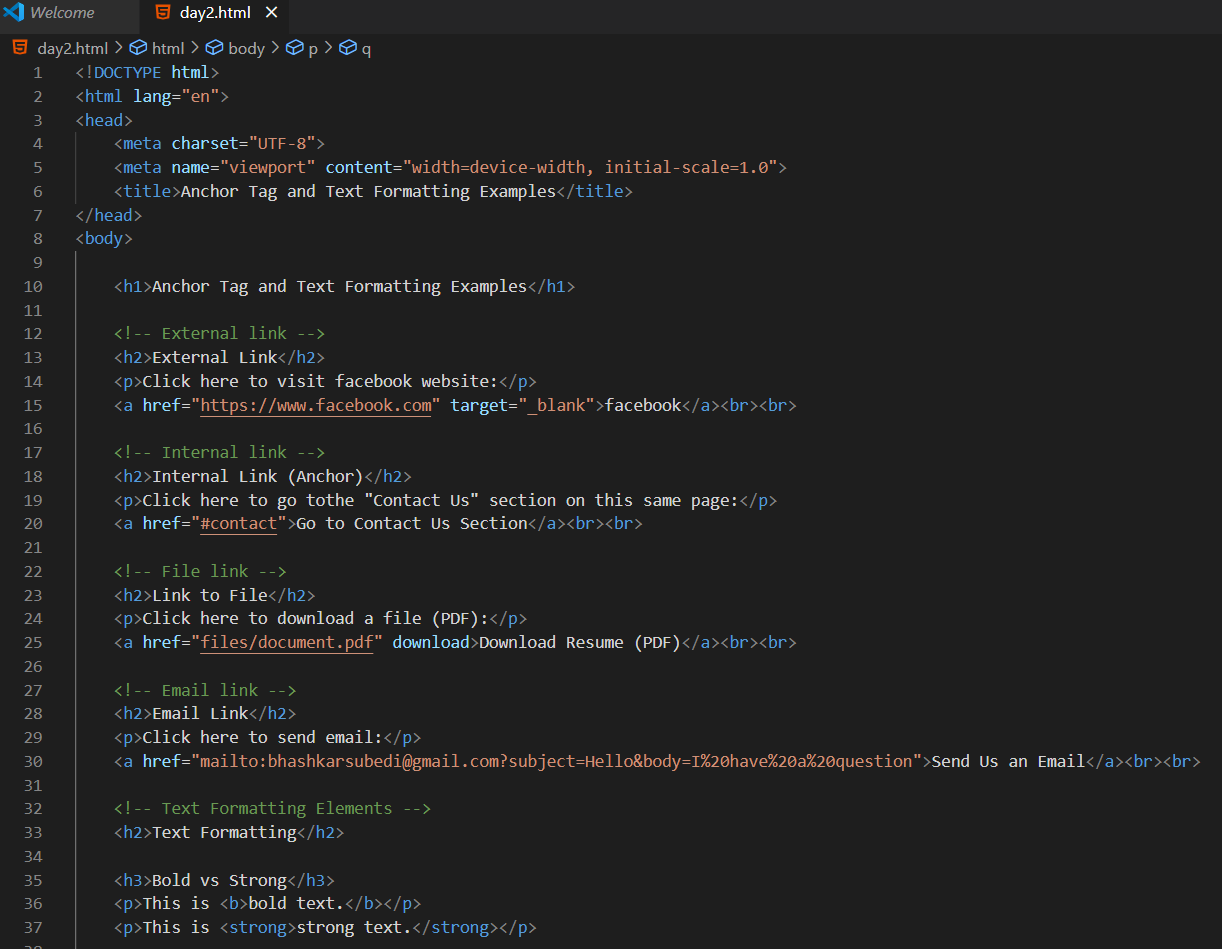 Welcome
day2.html
day2.html > html > body > p > q
1 <!DOCTYPE html>
2 <html lang="en">
3 <head>
4     <meta charset="UTF-8">
5     <meta name="viewport" content="width=device-width, initial-scale=1.0">
6     <title>Anchor Tag and Text Formatting Examples</title>
7 </head>
8 <body>
9
10     <h1>Anchor Tag and Text Formatting Examples</h1>
11
12     <!-- External link -->
13     <h2>External Link</h2>
14     <p>Click here to visit facebook website:</p>
15     <a href="https://www.facebook.com" target="_blank">facebook</a><br><br>
16
17     <!-- Internal link -->
18     <h2>Internal Link (Anchor)</h2>
19     <p>Click here to go tothe "Contact Us" section on this same page:</p>
20     <a href="#contact">Go to Contact Us Section</a><br><br>
21
22     <!-- File link -->
23     <h2>Link to File</h2>
24     <p>Click here to download a file (PDF):</p>
25     <a href="files/document.pdf" download>Download Resume (PDF)</a><br><br>
26
27     <!-- Email link -->
28     <h2>Email Link</h2>
29     <p>Click here to send email:</p>
30     <a href="mailto:bhashkarsubedi@gmail.com?subject=Hello&body=I%20have%20a%20question">Send Us an Email</a><br><br>
31
32     <!-- Text Formatting Elements -->
33     <h2>Text Formatting</h2>
34
35     <h3>Bold vs Strong</h3>
36     <p>This is <b>bold text.</b></p>
37     <p>This is <strong>strong text.</strong></p>